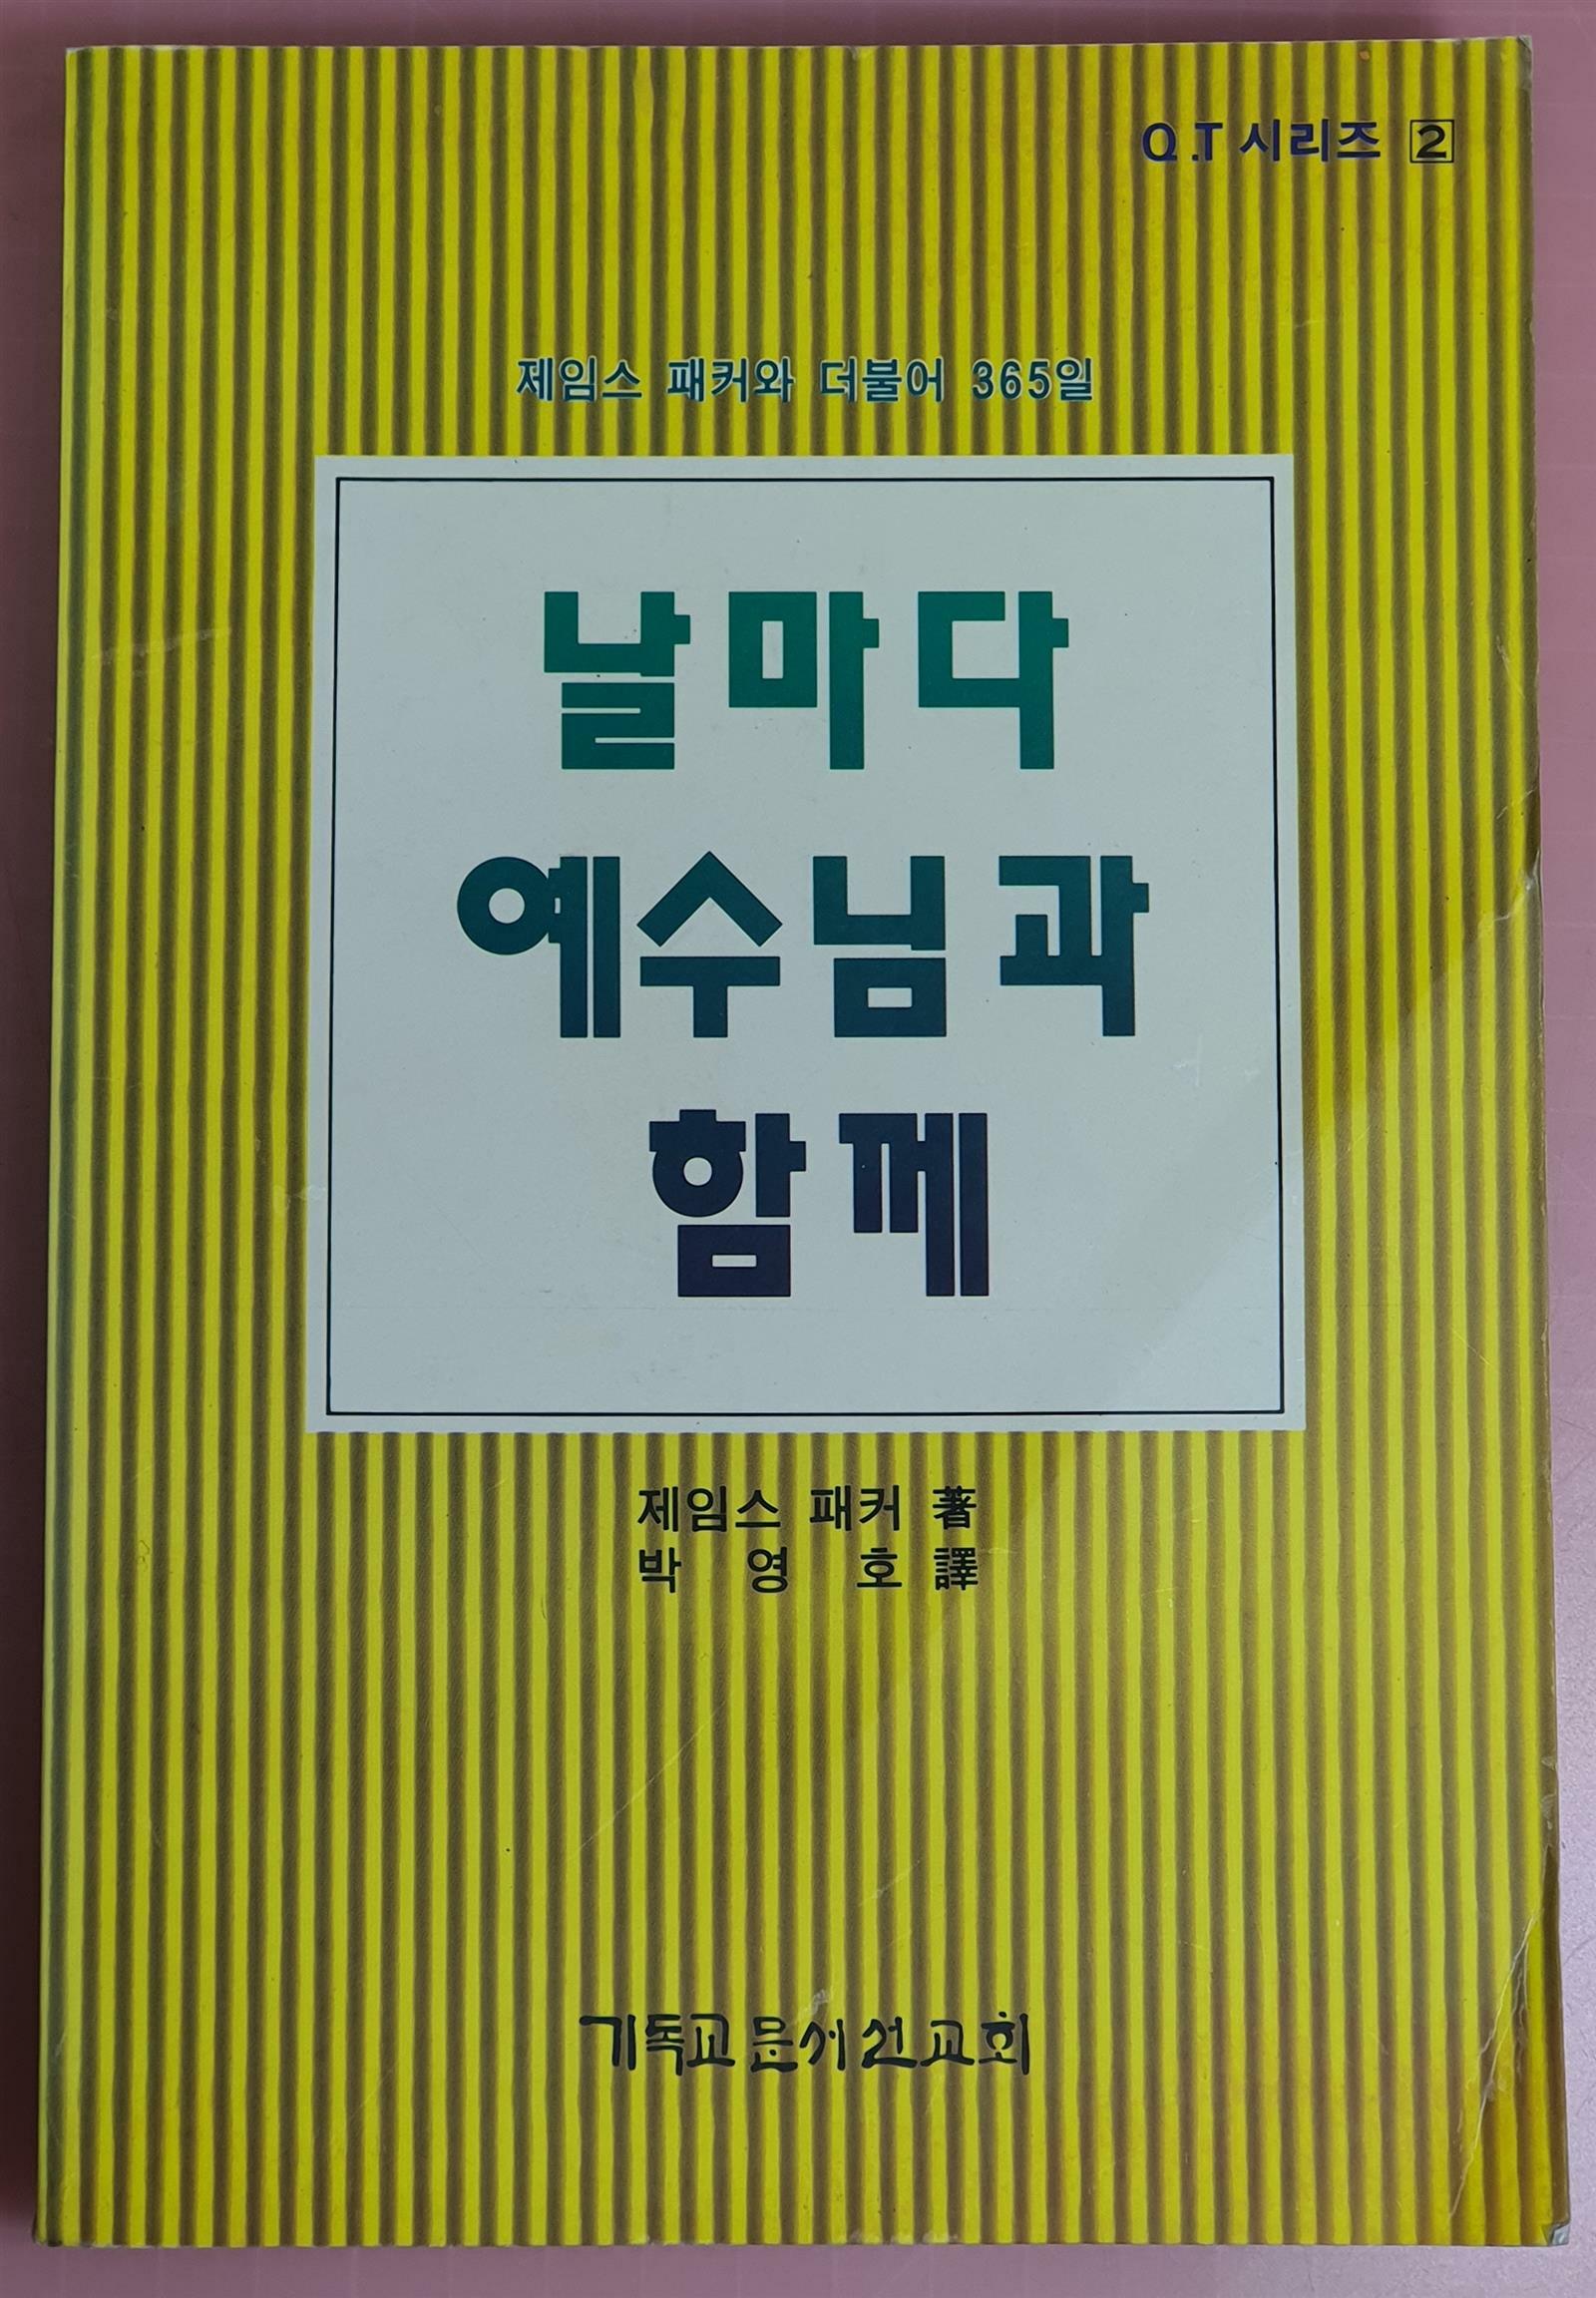 Q.T 시리즈 2
제임스 패커와 더불어 365일
날마다
예수님과
함께
제임스 패커 著
박 영 호 譯
기독교문서선교회